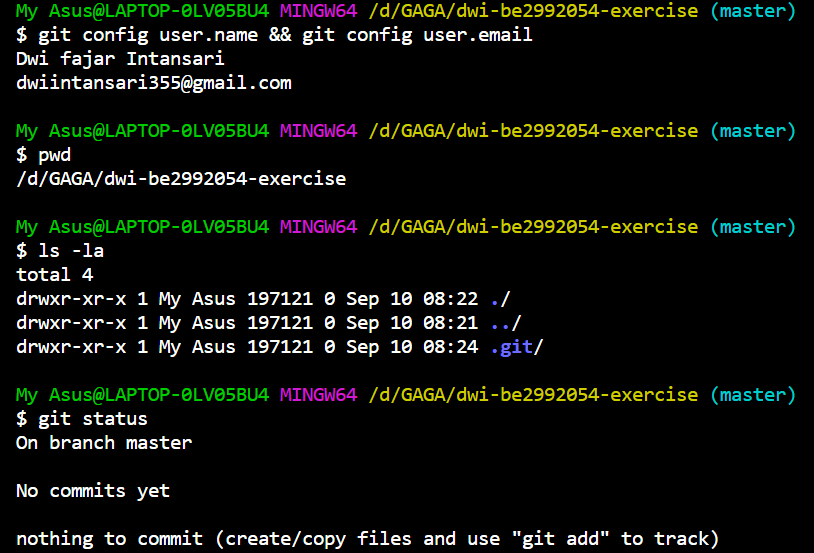 My Asus@LAPTOP-0LV05BU4 MINGW64 /d/GAGA/dwi-be2992054-exercise (master)
$ git config user.name && git config user.email
Dwi fajar Intansari
dwiintansari355@gmail.com
My Asus@LAPTOP-0LV05BU4 MINGW64 /d/GAGA/dwi-be2992054-exercise (master)
$ pwd
/d/GAGA/dwi-be2992054-exercise
My Asus@LAPTOP-0LV05BU4 MINGW64 /d/GAGA/dwi-be2992054-exercise (master)
$ ls -la
total 4
drwxr-xr-x 1 My Asus 197121 0 Sep 10 08:22 ./
drwxr-xr-x 1 My Asus 197121 0 Sep 10 08:21 ../
drwxr-xr-x 1 My Asus 197121 0 Sep 10 08:24 .git/
My Asus@LAPTOP-0LV05BU4 MINGW64 /d/GAGA/dwi-be2992054-exercise (master)
$ git status
On branch master
No commits yet
nothing to commit (create/copy files and use "git add" to track)